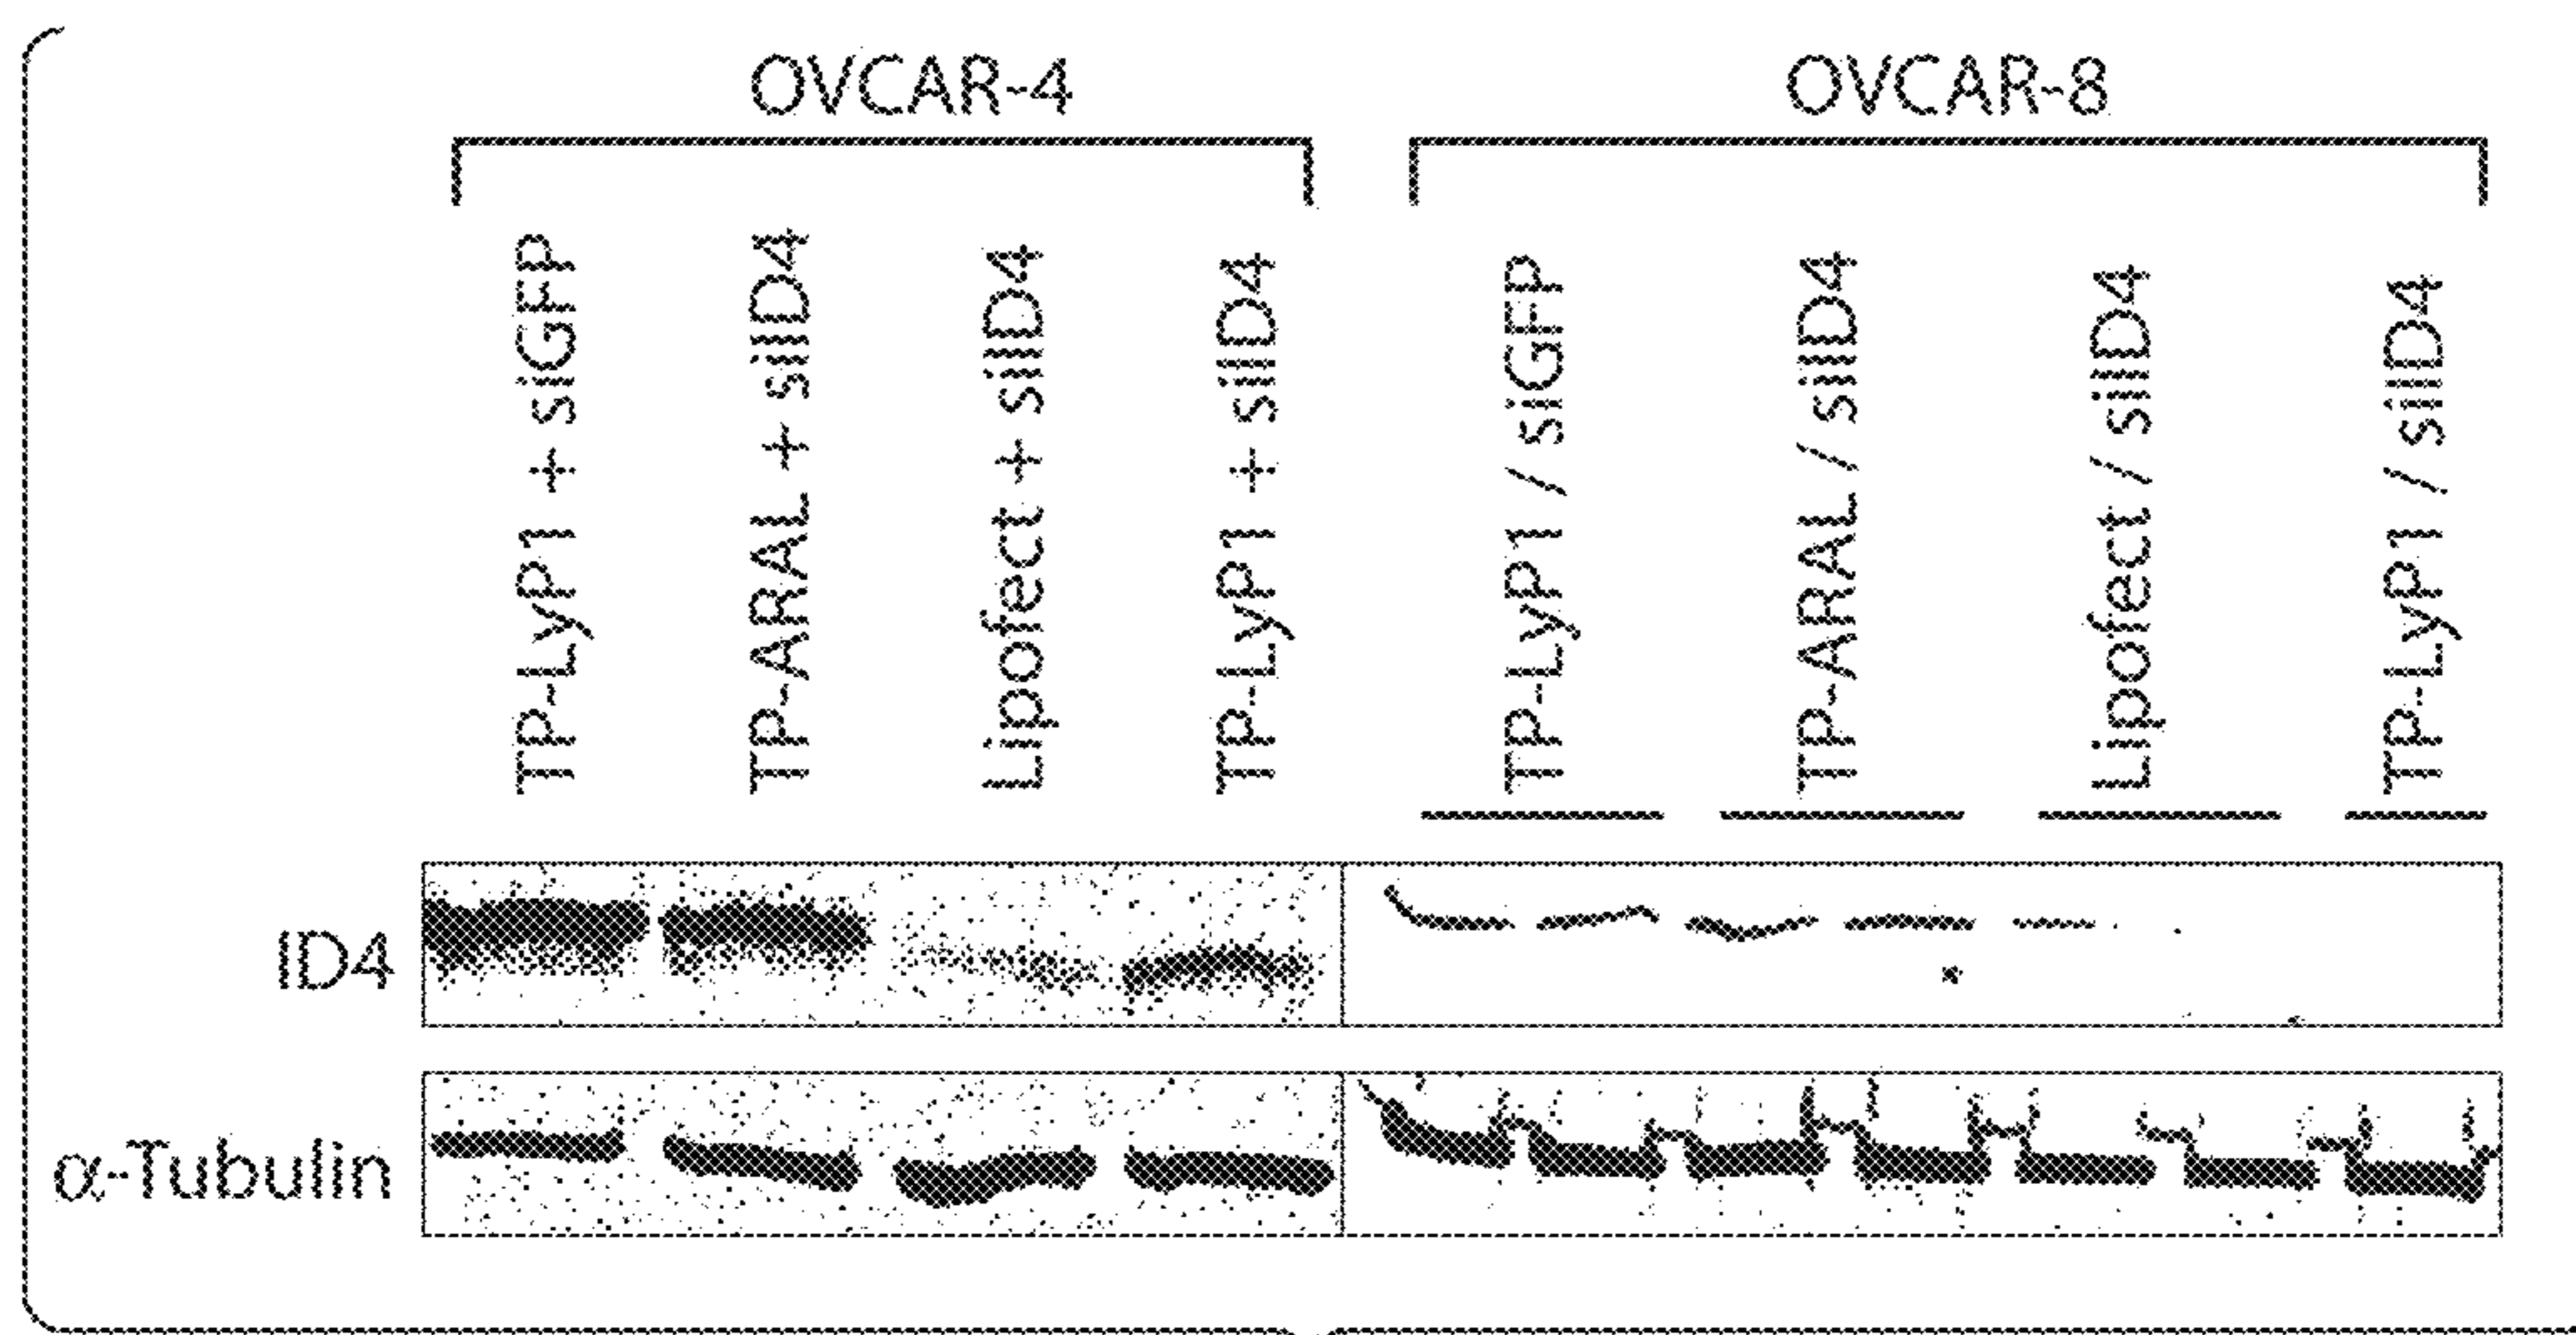 OVCAR-4
OVCAR-8
TP-LyP1 + siGFP
TP-ARAL + siID4
Lipofect + siID4
TP-LyP1 + siID4
TP-LyP1 / siGFP
TP-ARAL / siID4
Lipofect / siID4
TP-LyP1 / siID4
ID4
α-Tubulin